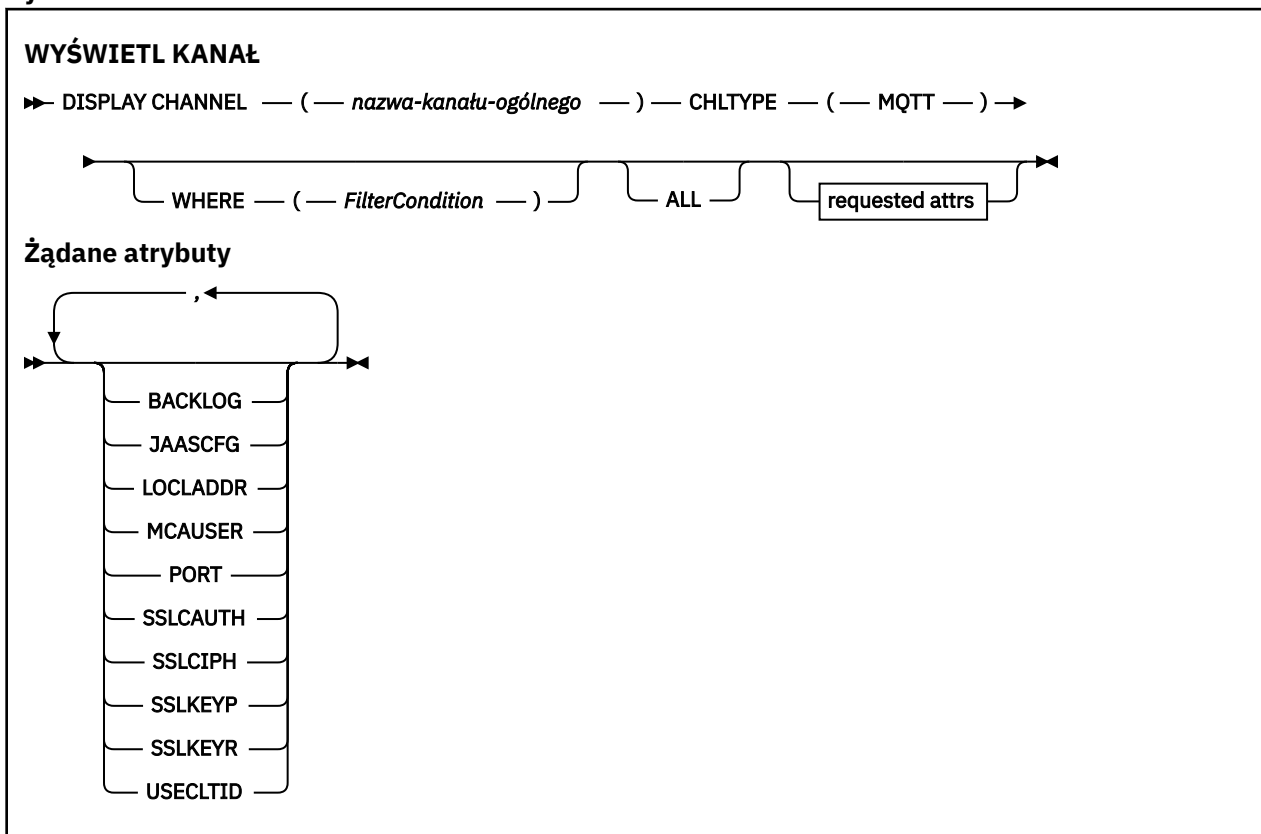 WYŚWIETL KANAŁ
DISPLAY CHANNEL ( nazwa-kanału-ogólnego ) CHLTYPE ( MQTT )
WHERE ( FilterCondition ) ALL requested attrs
Żądane atrybuty
,
BACKLOG
JAASCFG
LOCLADDR
MCAUSER
PORT
SSLCAUTH
SSLCIPH
SSLKEYP
SSLKEYR
USECLTID